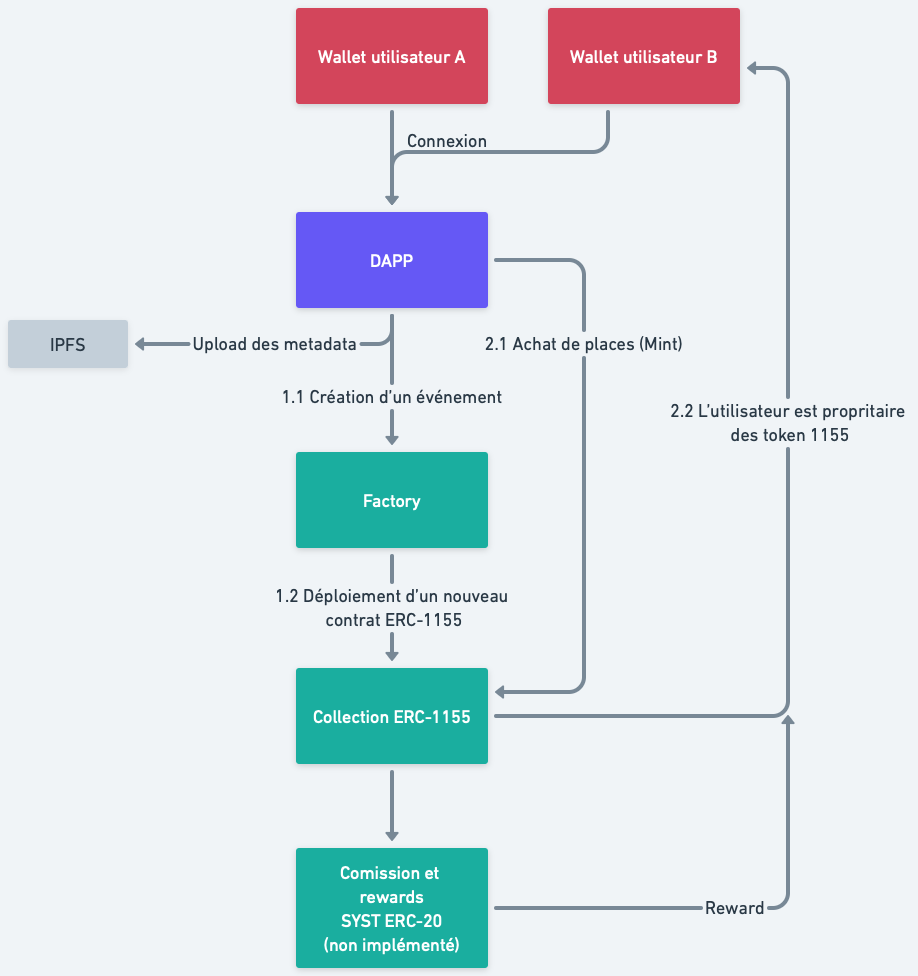 Wallet utilisateur A
Wallet utilisateur B
Connexion
DAPP
IPFS
Upload des metadata
2.1 Achat de places (Mint)
1.1 Création d'un événement
2.2 L'utilisateur est propritaire
des token 1155
Factory
1.2 Déploiement d'un nouveau
contrat ERC-1155
Collection ERC-1155
Comission et
rewards
SYST ERC-20
(non implémenté)
Reward